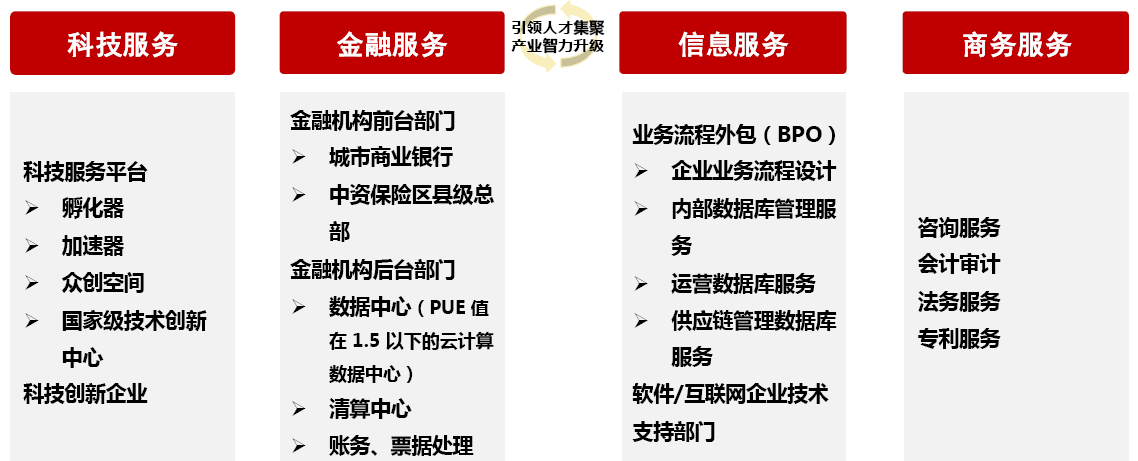 科技服务
金融服务
引领人才集聚
产业智力升级
信息服务
商务服务
科技服务平台
孵化器
加速器
众创空间
国家级技术创新
中心
科技创新企业
金融机构前台部门
城市商业银行
中资保险区县级总
部
金融机构后台部门
数据中心（PUE 值
在 1.5 以下的云计算
数据中心）
清算中心
账务、票据处理
业务流程外包（BPO）
企业业务流程设计
内部数据库管理服
务
运营数据库服务
供应链管理数据库
服务
软件/互联网企业技术
支持部门
咨询服务
会计审计
法务服务
专利服务